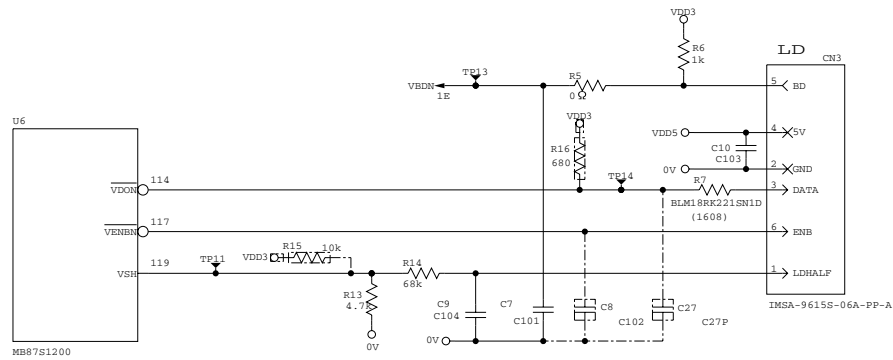 VDD3
LD
R6
1k
CN3
TP13
R5
VBDN
1E
0Ω
5
BD
U6
VDD3
VDD5
4
5V
C10
C103
R16
680
0V
2
GND
114
VDON
TP14
R7
3
DATA
BLM18RK221SN1D
(1608)
117
VENBN
6
ENB
R15
10k
VDD3
119
VSH
TP11
R14
68k
1
LDHALF
R13
4.7k
C9
C104
C7
C101
C8
C102
C27
C27P
IMSA-9615S-06A-PP-A
0V
0V
MB87S1200